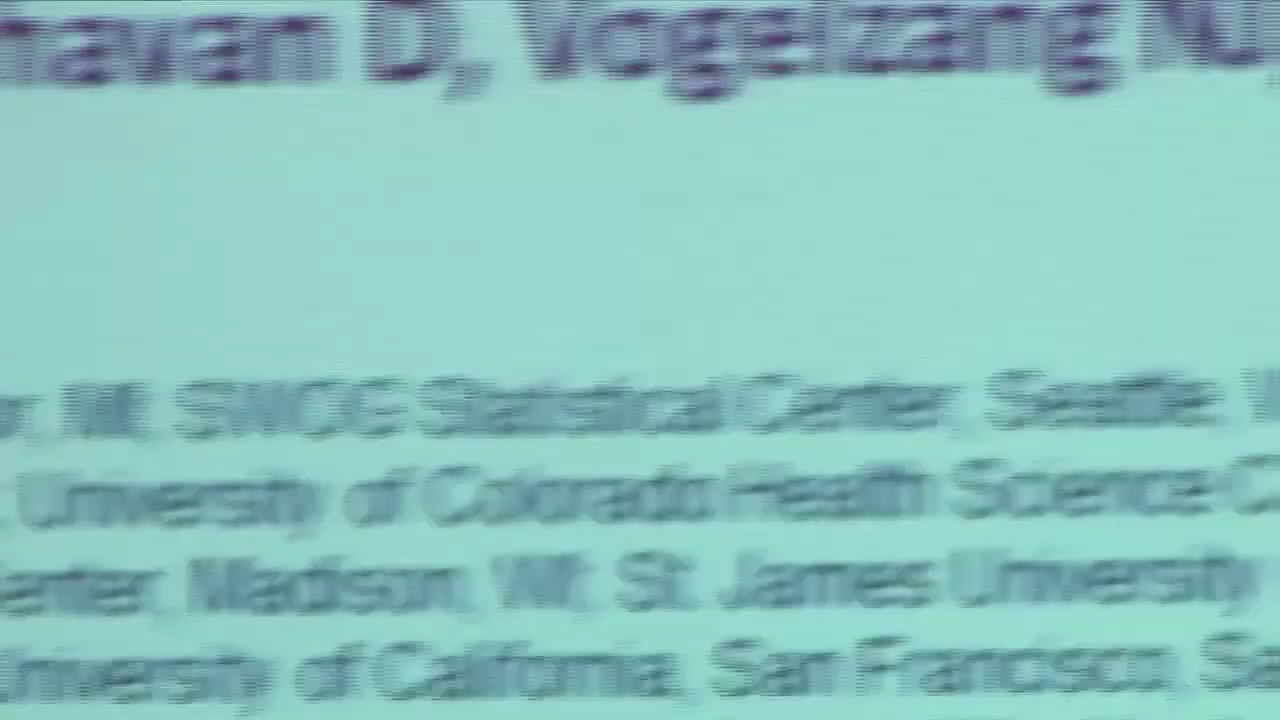 D, Vogelzang
SWOG Statistical Center, Seattle,
University of Colorado Health Science
Madison, WI; St. James University
University of California, San Francisco,